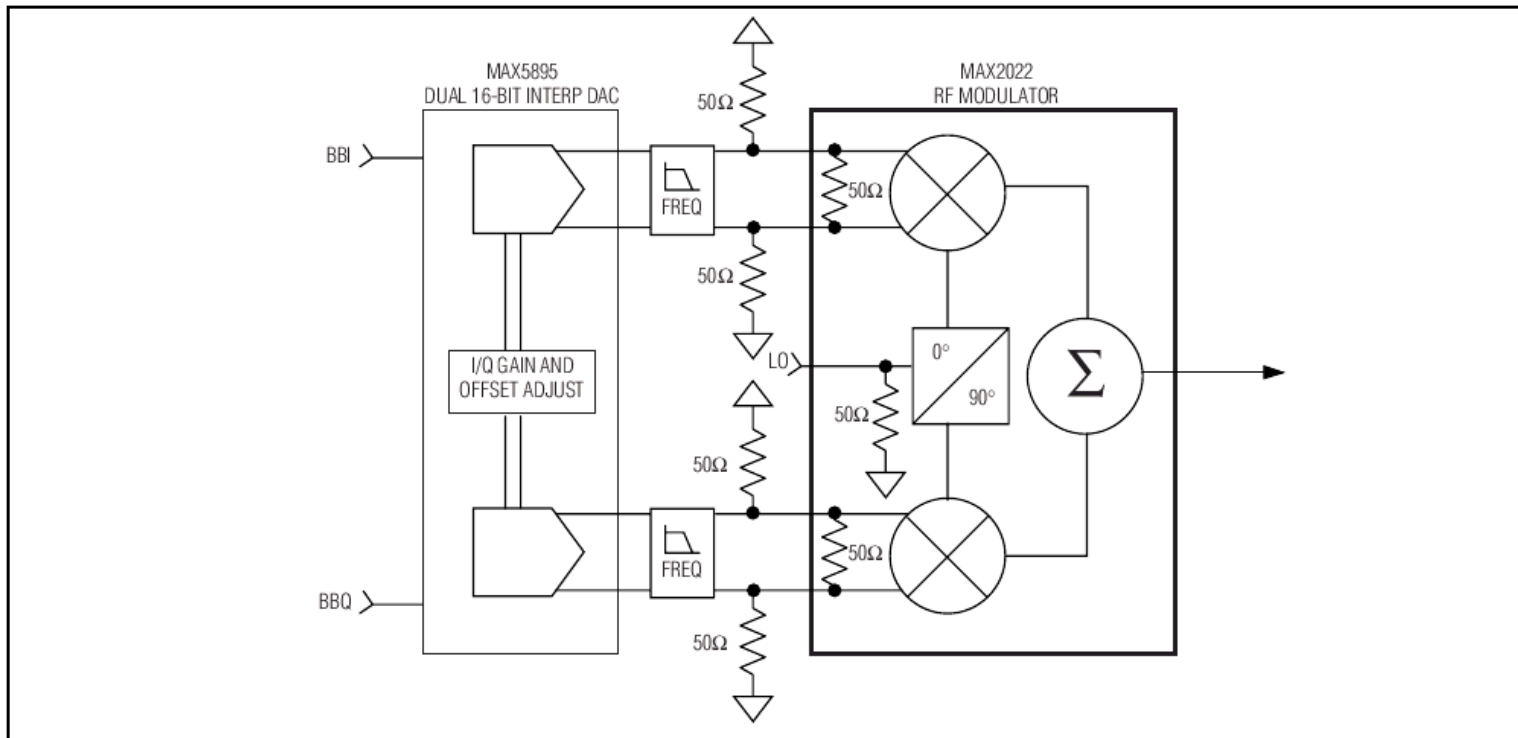 MAX5895
DUAL 16-BIT INTERP DAC
MAX2022
RF MODULATOR
50Ω
BBI
FREQ
50Ω
50Ω
I/Q GAIN AND
OFFSET ADJUST
LO
0°
90°
Σ
50Ω
50Ω
BBQ
FREQ
50Ω
50Ω